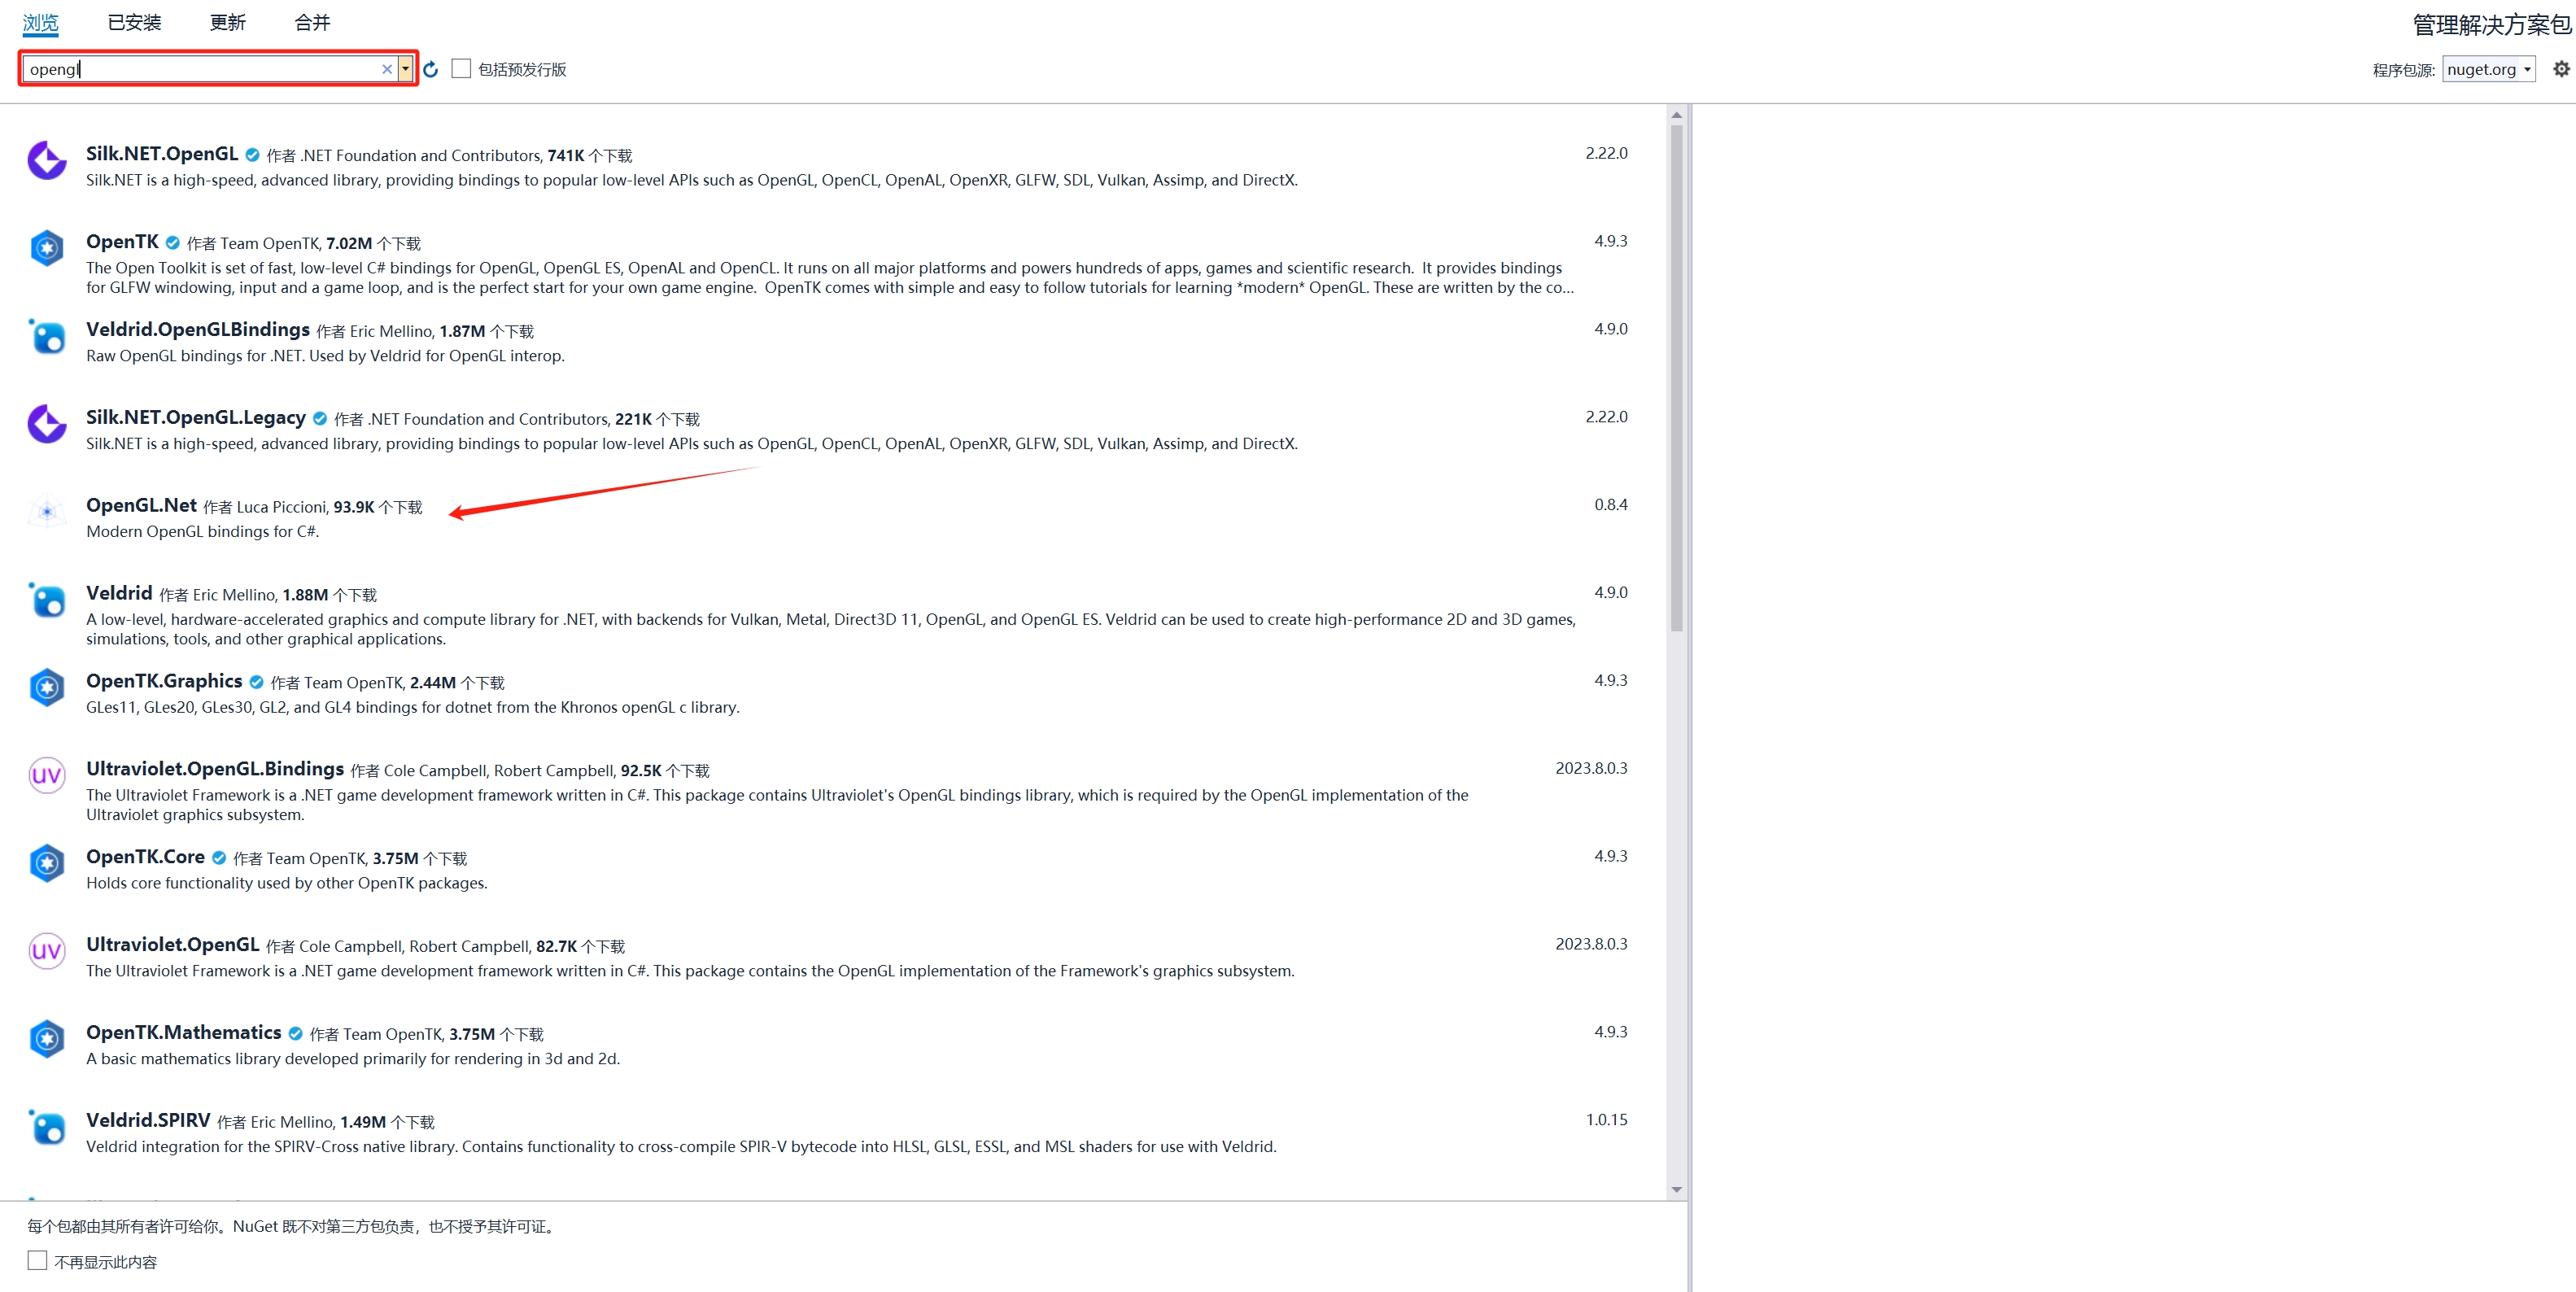 浏览 已安装 更新 合并 管理解决方案包
opengl 包括预发行版 程序包源: nuget.org
Silk.NET.OpenGL 作者 .NET Foundation and Contributors, 741K 个下载 2.22.0
Silk.NET is a high-speed, advanced library, providing bindings to popular low-level APIs such as OpenGL, OpenCL, OpenAL, OpenXR, GLFW, SDL, Vulkan, Assimp, and DirectX.
OpenTK 作者 Team OpenTK, 7.02M 个下载 4.9.3
The Open Toolkit is set of fast, low-level C# bindings for OpenGL, OpenGL ES, OpenAL and OpenCL. It runs on all major platforms and powers hundreds of apps, games and scientific research. It provides bindings
for GLFW windowing, input and a game loop, and is the perfect start for your own game engine. OpenTK comes with simple and easy to follow tutorials for learning *modern* OpenGL. These are written by the co...
Veldrid.OpenGLBindings 作者 Eric Mellino, 1.87M 个下载 4.9.0
Raw OpenGL bindings for .NET. Used by Veldrid for OpenGL interop.
Silk.NET.OpenGL.Legacy 作者 .NET Foundation and Contributors, 221K 个下载 2.22.0
Silk.NET is a high-speed, advanced library, providing bindings to popular low-level APIs such as OpenGL, OpenCL, OpenAL, OpenXR, GLFW, SDL, Vulkan, Assimp, and DirectX.
OpenGL.Net 作者 Luca Piccioni, 93.9K 个下载 0.8.4
Modern OpenGL bindings for C#.
Veldrid 作者 Eric Mellino, 1.88M 个下载 4.9.0
A low-level, hardware-accelerated graphics and compute library for .NET, with backends for Vulkan, Metal, Direct3D 11, OpenGL, and OpenGL ES. Veldrid can be used to create high-performance 2D and 3D games,
simulations, tools, and other graphical applications.
OpenTK.Graphics 作者 Team OpenTK, 2.44M 个下载 4.9.3
GLes11, GLes20, GLes30, GL2, and GL4 bindings for dotnet from the Khronos openGL c library.
UV Ultraviolet.OpenGL.Bindings 作者 Cole Campbell, Robert Campbell, 92.5K 个下载 2023.8.0.3
The Ultraviolet Framework is a .NET game development framework written in C#. This package contains Ultraviolet's OpenGL bindings library, which is required by the OpenGL implementation of the
Ultraviolet graphics subsystem.
OpenTK.Core 作者 Team OpenTK, 3.75M 个下载 4.9.3
Holds core functionality used by other OpenTK packages.
UV Ultraviolet.OpenGL 作者 Cole Campbell, Robert Campbell, 82.7K 个下载 2023.8.0.3
The Ultraviolet Framework is a .NET game development framework written in C#. This package contains the OpenGL implementation of the Framework's graphics subsystem.
OpenTK.Mathematics 作者 Team OpenTK, 3.75M 个下载 4.9.3
A basic mathematics library developed primarily for rendering in 3d and 2d.
Veldrid.SPIRV 作者 Eric Mellino, 1.49M 个下载 1.0.15
Veldrid integration for the SPIRV-Cross native library. Contains functionality to cross-compile SPIR-V bytecode into HLSL, GLSL, ESSL, and MSL shaders for use with Veldrid.
每个包都由其所有者许可给你。NuGet 既不对第三方包负责，也不授予其许可证。
不再显示此内容